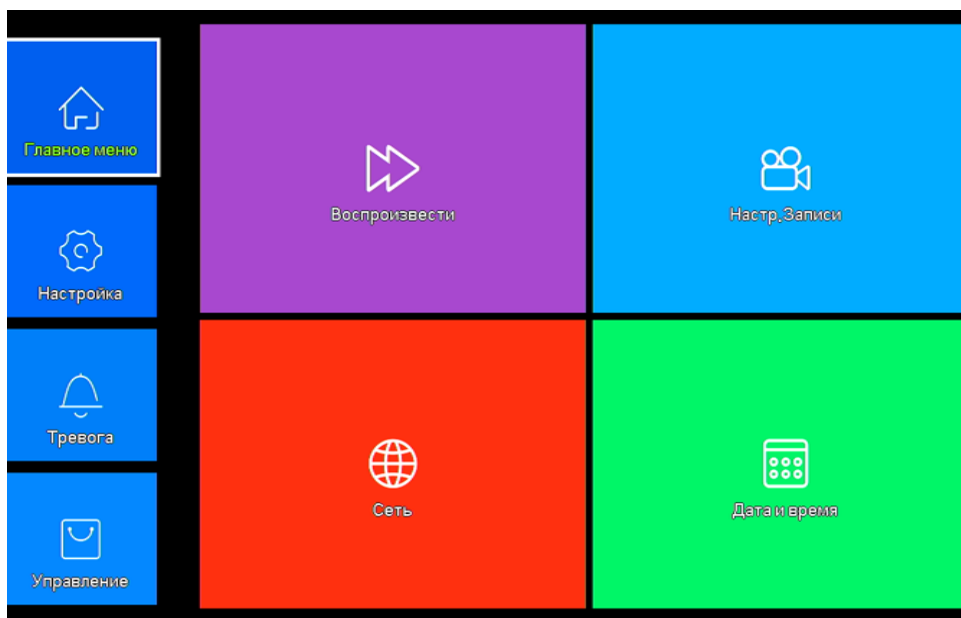 Главное меню
Настройка
Тревога
Управление
Воспроизвести
Настр.Записи
Сеть
Дата и время